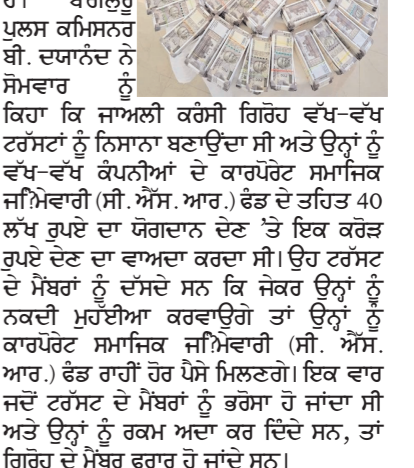 ਪੁਲਸ ਕਮਿਸਨਰ
ਬੀ. ਦਯਾਨੰਦ ਨੇ
ਸੋਮਵਾਰ ਨੂੰ
ਕਿਹਾ ਕਿ ਜਾਅਲੀ ਕਰੰਸੀ ਗਿਰੋਹ ਵੱਖ-ਵੱਖ
ਟਰੱਸਟਾਂ ਨੂੰ ਨਿਸਾਨਾ ਬਣਾਉਂਦਾ ਸੀ ਅਤੇ ਉਨ੍ਹਾਂ ਨੂੰ
ਵੱਖ-ਵੱਖ ਕੰਪਨੀਆਂ ਦੇ ਕਾਰਪੋਰੇਟ ਸਮਾਜਿਕ
ਜ਼ਿੰਮੇਵਾਰੀ (ਸੀ. ਐੱਸ. ਆਰ.) ਫੰਡ ਦੇ ਤਹਿਤ 40
ਲੱਖ ਰੁਪਏ ਦਾ ਯੋਗਦਾਨ ਦੇਣ ’ਤੇ ਇਕ ਕਰੋੜ
ਰੁਪਏ ਦੇਣ ਦਾ ਵਾਅਦਾ ਕਰਦਾ ਸੀ। ਉਹ ਟਰੱਸਟ
ਦੇ ਮੈਂਬਰਾਂ ਨੂੰ ਦੱਸਦੇ ਸਨ ਕਿ ਜੇਕਰ ਉਨ੍ਹਾਂ ਨੂੰ
ਨਕਦੀ ਮੁਹੱਈਆ ਕਰਵਾਉਗੇ ਤਾਂ ਉਨ੍ਹਾਂ ਨੂੰ
ਕਾਰਪੋਰੇਟ ਸਮਾਜਿਕ ਜ਼ਿੰਮੇਵਾਰੀ (ਸੀ. ਐੱਸ.
ਆਰ.) ਫੰਡ ਰਾਹੀਂ ਹੋਰ ਪੈਸੇ ਮਿਲਣਗੇ। ਇਕ ਵਾਰ
ਜਦੋਂ ਟਰੱਸਟ ਦੇ ਮੈਂਬਰਾਂ ਨੂੰ ਭਰੋਸਾ ਹੋ ਜਾਂਦਾ ਸੀ
ਅਤੇ ਉਨ੍ਹਾਂ ਨੂੰ ਰਕਮ ਅਦਾ ਕਰ ਦਿੰਦੇ ਸਨ, ਤਾਂ
ਗਿਰੋਹ ਦੇ ਮੈਂਬਰ ਫਰਾਰ ਹੋ ਜਾਂਦੇ ਸਨ।